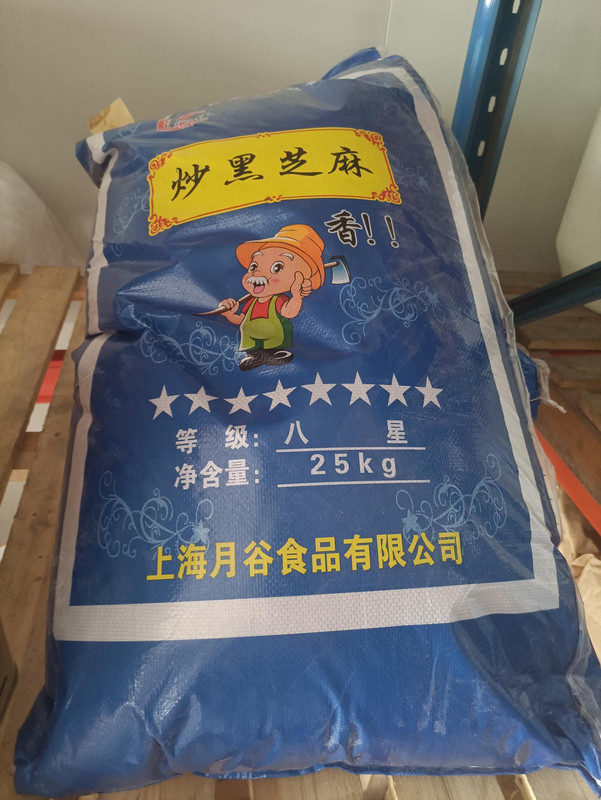 炒黑芝麻
香!!
等 级: 八 星
净含量: 25kg
上海月谷食品有限公司